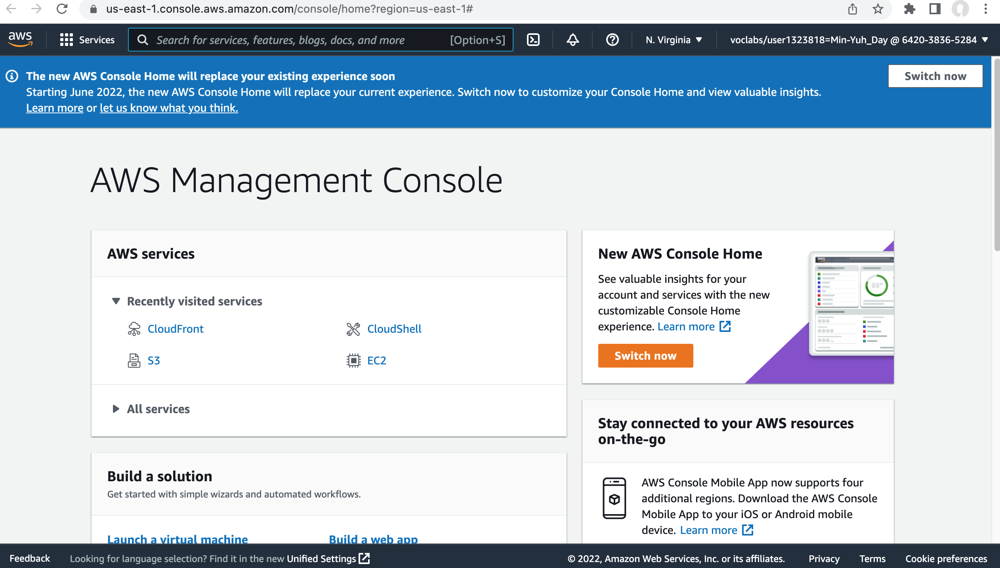 us-east-1.console.aws.amazon.com/console/home?region=us-east-1#
aws
Services
Search for services, features, blogs, docs, and more [Option+S]
N. Virginia
voclabs/user1323818=Min-Yuh_Day @ 6420-3836-5284
The new AWS Console Home will replace your existing experience soon
Switch now
Starting June 2022, the new AWS Console Home will replace your current experience. Switch now to customize your Console Home and view valuable insights.
Learn more or let us know what you think.
AWS Management Console
AWS services
Recently visited services
CloudFront
CloudShell
S3
EC2
All services
Build a solution
Get started with simple wizards and automated workflows.
Launch a virtual machine
Build a web app
New AWS Console Home
See valuable insights for your
account and services with the new
customizable Console Home
experience. Learn more
Switch now
aws
Stay connected to your AWS resources
on-the-go
AWS Console Mobile App now supports four
additional regions. Download the AWS Console
Mobile App to your iOS or Android mobile
device. Learn more
Feedback
Looking for language selection? Find it in the new Unified Settings
© 2022, Amazon Web Services, Inc. or its affiliates.
Privacy
Terms
Cookie preferences